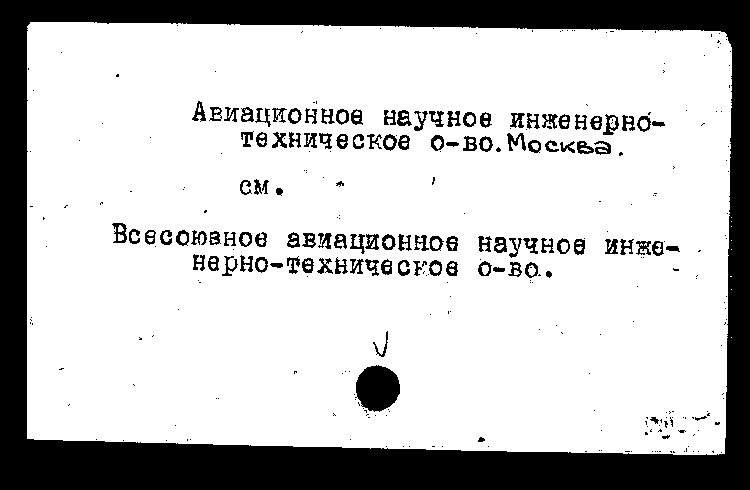 Авиационное научное инженерно-
техническое о-во. Москва.
см.
Всесоюзное авиационное научное инже-
нерно-техническое о-во.